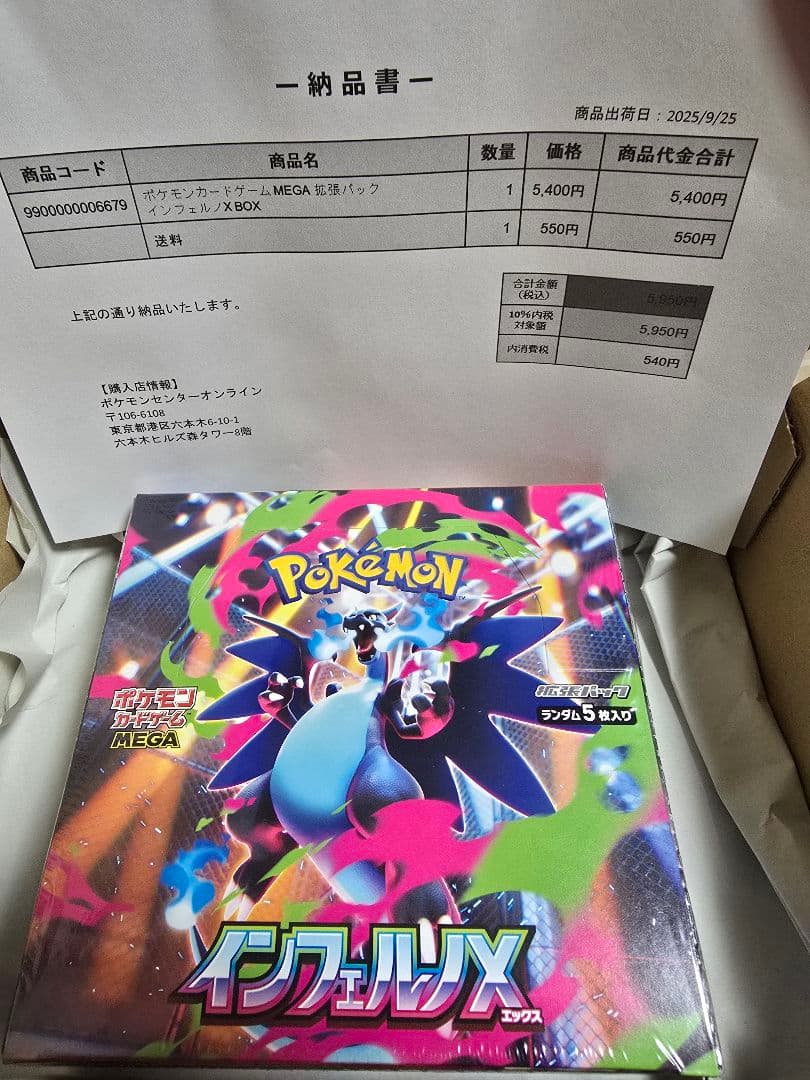 ー納品書ー
商品出荷日：2025/9/25
商品コード 商品名 数量 価格 商品代金合計
9900000006679 ポケモンカードゲームMEGA 拡張パック
インフェルノX BOX 1 5,400円 5,400円
送料 1 550円 550円
合計金額
（税込） 5,950円
10%内税
対象額 5,950円
内消費税 540円
上記の通り納品いたします。
【購入店情報】
ポケモンセンターオンライン
〒106-6108
東京都港区六本木6-10-1
六本木ヒルズ森タワー8階
POKéMON
TM
ポケモン
カードゲーム
MEGA
拡張パック
ランダム5枚入り
インフェルノX
エックス